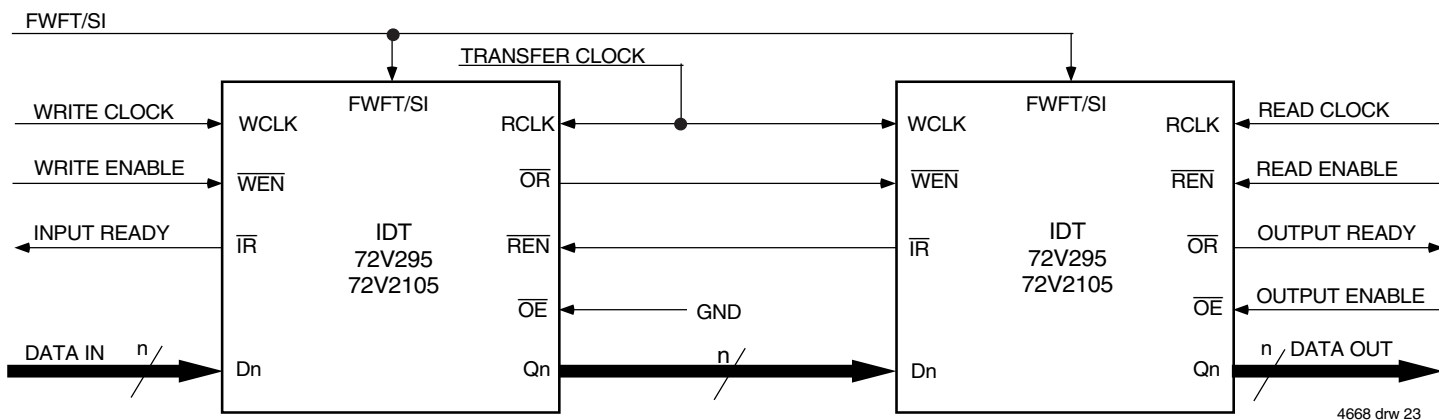 FWFT/SI
TRANSFER CLOCK
FWFT/SI
FWFT/SI
WRITE CLOCK
WCLK
RCLK
WCLK
RCLK
READ CLOCK
WRITE ENABLE
WEN
OR
WEN
REN
READ ENABLE
INPUT READY
IR
IDT
72V295
72V2105
REN
IR
IDT
72V295
72V2105
OR
OUTPUT READY
OE
GND
OE
OUTPUT ENABLE
DATA IN
n
Dn
Qn
n
Dn
Qn
n
DATA OUT
4668 drw 23